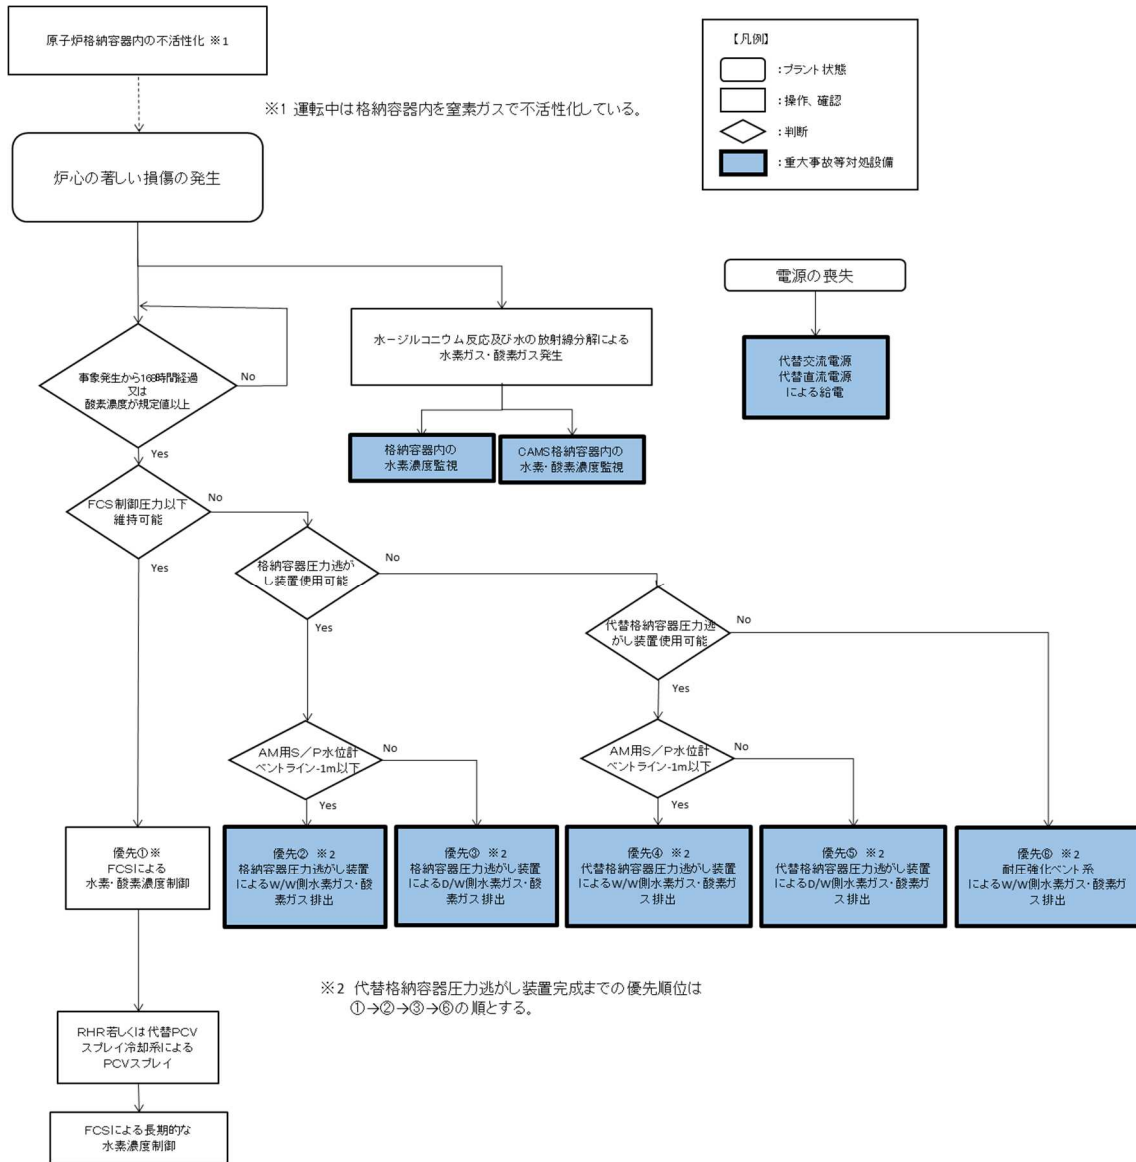 原子炉格納容器内の不活性化 ※1
【凡例】
：プラント状態
：操作、確認
：判断
：重大事故等対処設備
※1 運転中は格納容器内を窒素ガスで不活性化している。
炉心の著しい損傷の発生
電源の喪失
水－ジルコニウム反応及び水の放射線分解による
水素ガス・酸素ガス発生
代替交流電源
代替直流電源
による給電
事象発生から168時間経過
又は
酸素濃度が規定値以上
No
Yes
格納容器内の
水素濃度監視
CAMS格納容器内の
水素・酸素濃度監視
FCS制御圧力以下
維持可能
No
Yes
格納容器圧力逃が
し装置使用可能
No
Yes
代替格納容器圧力逃
がし装置使用可能
No
Yes
AM用S／P水位計
ベントライン-1m以下
No
Yes
AM用S／P水位計
ベントライン-1m以下
No
Yes
優先①※
FCSによる
水素・酸素濃度制御
優先② ※2
格納容器圧力逃がし装置
によるW/W側水素ガス・酸
素ガス排出
優先③ ※2
格納容器圧力逃がし装置
によるD/W側水素ガス・酸
素ガス排出
優先④ ※2
代替格納容器圧力逃がし装置
によるW/W側水素ガス・酸素ガ
ス排出
優先⑤ ※2
代替格納容器圧力逃がし装置
によるD/W側水素ガス・酸素ガ
ス排出
優先⑥ ※2
耐圧強化ベント系
によるW/W側水素ガス・酸素ガ
ス排出
※2 代替格納容器圧力逃がし装置完成までの優先順位は
①→②→③→⑥の順とする。
RHR若しくは代替PCV
スプレイ冷却系による
PCVスプレイ
FCSによる長期的な
水素濃度制御